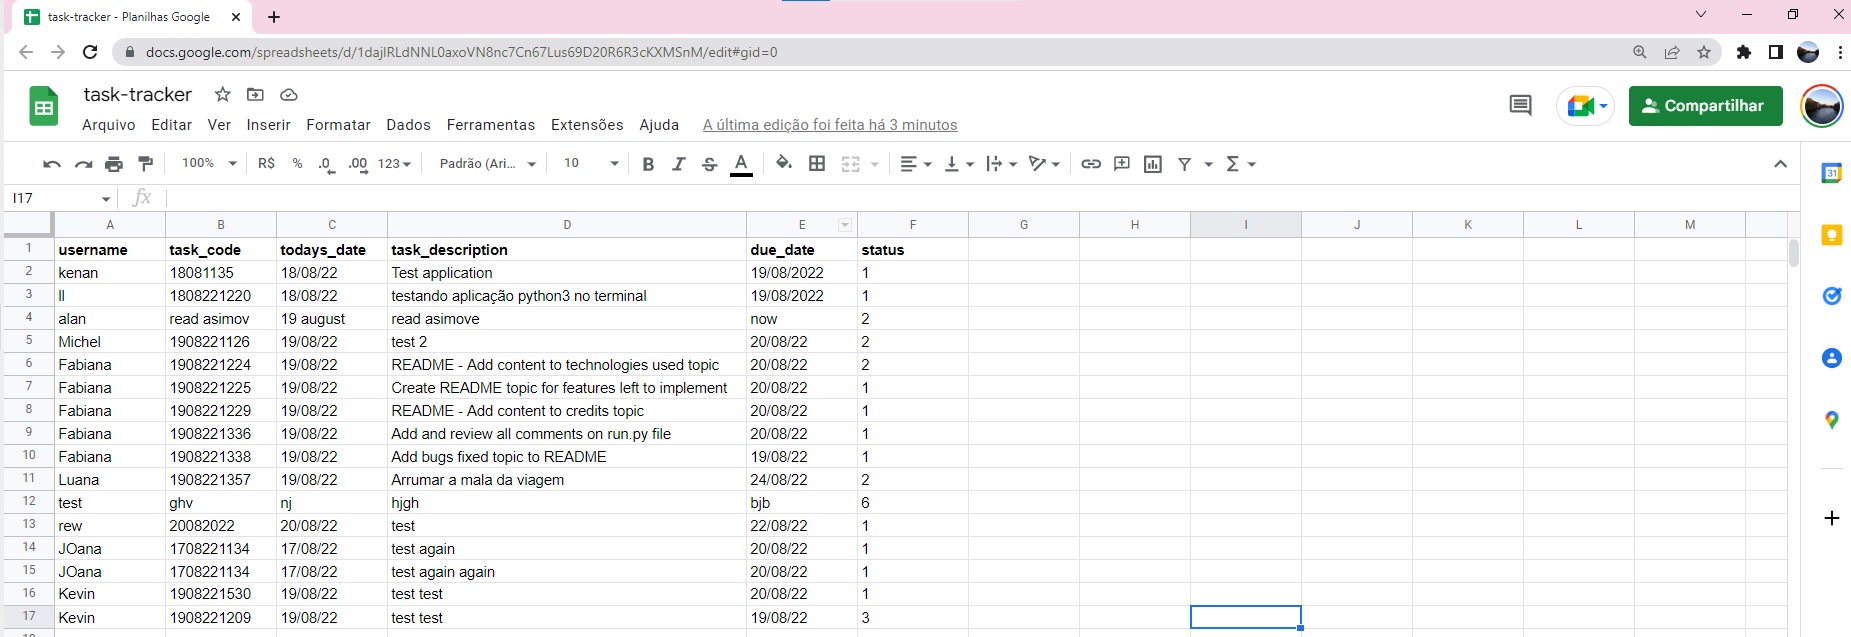 task-tracker - Planilhas Google
docs.google.com/spreadsheets/d/1dajIRLdNNL0axoVN8nc7Cn67Lus69D20R6R3cKXMSnM/edit#gid=0
task-tracker
Arquivo Editar Ver Inserir Formatar Dados Ferramentas Extensões Ajuda A última edição foi feita há 3 minutos
Compartilhar
100% R$ % .0 .00 123 Padrão (Ari... 10 B I S A Σ
31
I17 fx
A B C D E F G H I J K L M
1 username task_code todays_date task_description due_date status
2 kenan 18081135 18/08/22 Test application 19/08/2022 1
3 ll 1808221220 18/08/22 testando aplicação python3 no terminal 19/08/2022 1
4 alan read asimov 19 august read asimove now 2
5 Michel 1908221126 19/08/22 test 2 20/08/22 2
6 Fabiana 1908221224 19/08/22 README - Add content to technologies used topic 20/08/22 2
7 Fabiana 1908221225 19/08/22 Create README topic for features left to implement 20/08/22 1
8 Fabiana 1908221229 19/08/22 README - Add content to credits topic 20/08/22 1
9 Fabiana 1908221336 19/08/22 Add and review all comments on run.py file 20/08/22 1
10 Fabiana 1908221338 19/08/22 Add bugs fixed topic to README 19/08/22 1
11 Luana 1908221357 19/08/22 Arrumar a mala da viagem 24/08/22 2
12 test ghv nj hjgh bjb 6
13 rew 20082022 20/08/22 test 22/08/22 1
14 JOana 1708221134 17/08/22 test again 20/08/22 1
15 JOana 1708221134 17/08/22 test again again 20/08/22 1
16 Kevin 1908221530 19/08/22 test test 20/08/22 1
17 Kevin 1908221209 19/08/22 test test 19/08/22 3